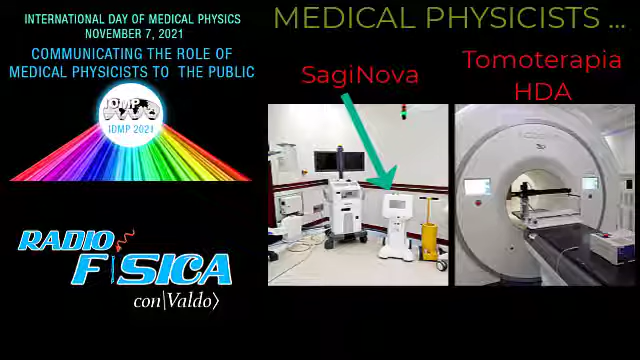 INTERNATIONAL DAY OF MEDICAL PHYSICS
NOVEMBER 7, 2021
COMMUNICATING THE ROLE OF
MEDICAL PHYSICISTS TO THE PUBLIC
IDMP
IDMP 2021
RADIO
FISICA
con|Valdo⟩
MEDICAL PHYSICISTS ...
SagiNova
Tomoterapia
HDA